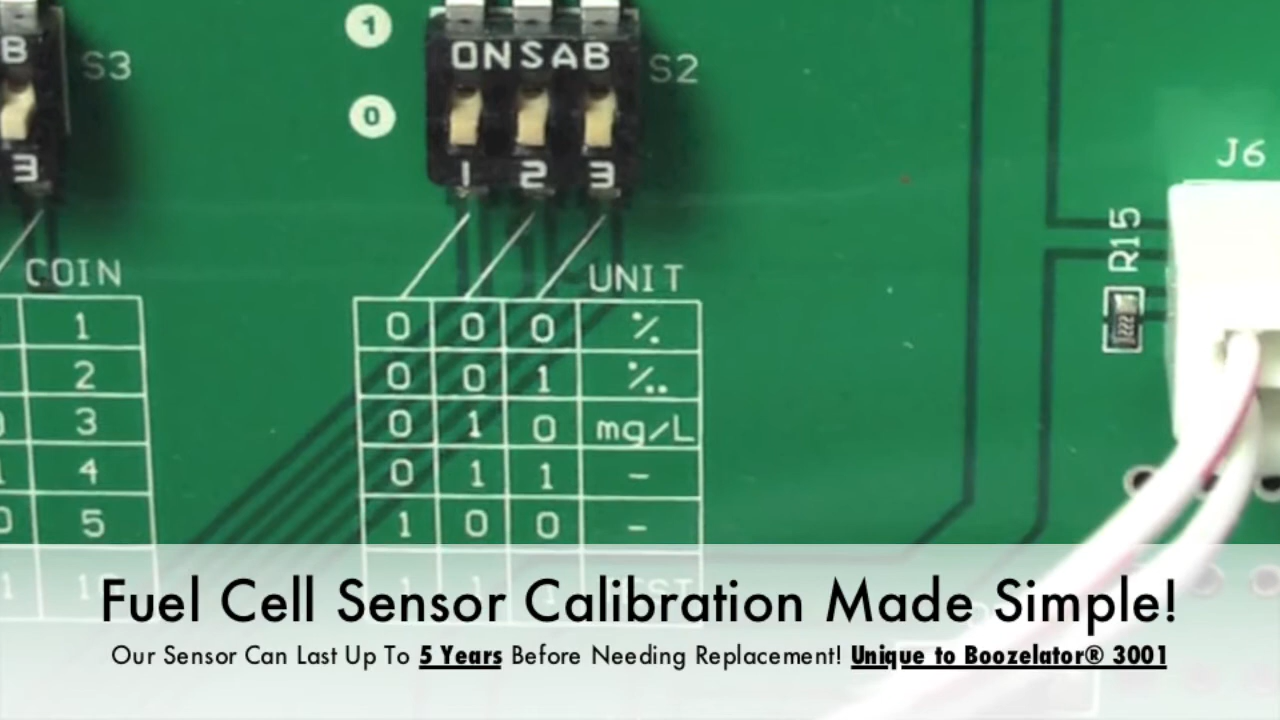 1
ONSAB
S2
B
S3
0
1 2 3
3
J6
R15
COIN
UNIT
1
0 0 0 %
2
0 0 1 ‰
3
0 1 0 mg/L
4
0 1 1 -
5
1 0 0 -
Fuel Cell Sensor Calibration Made Simple!
Our Sensor Can Last Up To 5 Years Before Needing Replacement! Unique to Boozelator® 3001